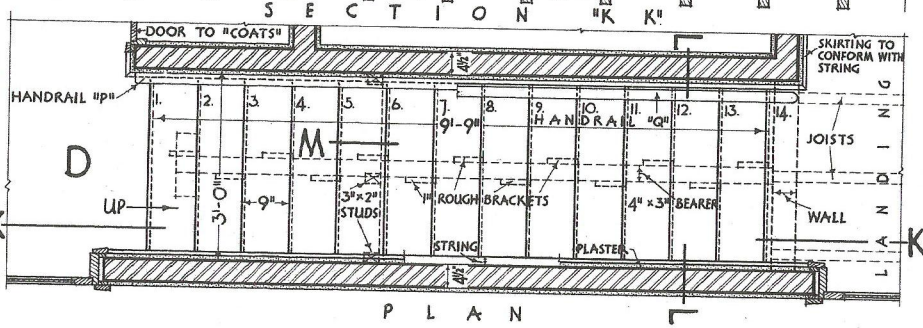 SECTION "K K"
DOOR TO "COATS"
4½"
L
SKIRTING TO
CONFORM WITH
STRING
HANDRAIL "P"
1. 2. 3. 4. 5. 6. 7. 8. 9. 10. 11. 12. 13. 14.
9'-9"
HANDRAIL "Q"
M
D
JOISTS
LANDING
3'-0"
9"
3"×2"
STUDS
1" ROUGH BRACKETS
4" × 3" BEARER
WALL
UP
K
STRING
PLASTER
K
4½"
L
PLAN